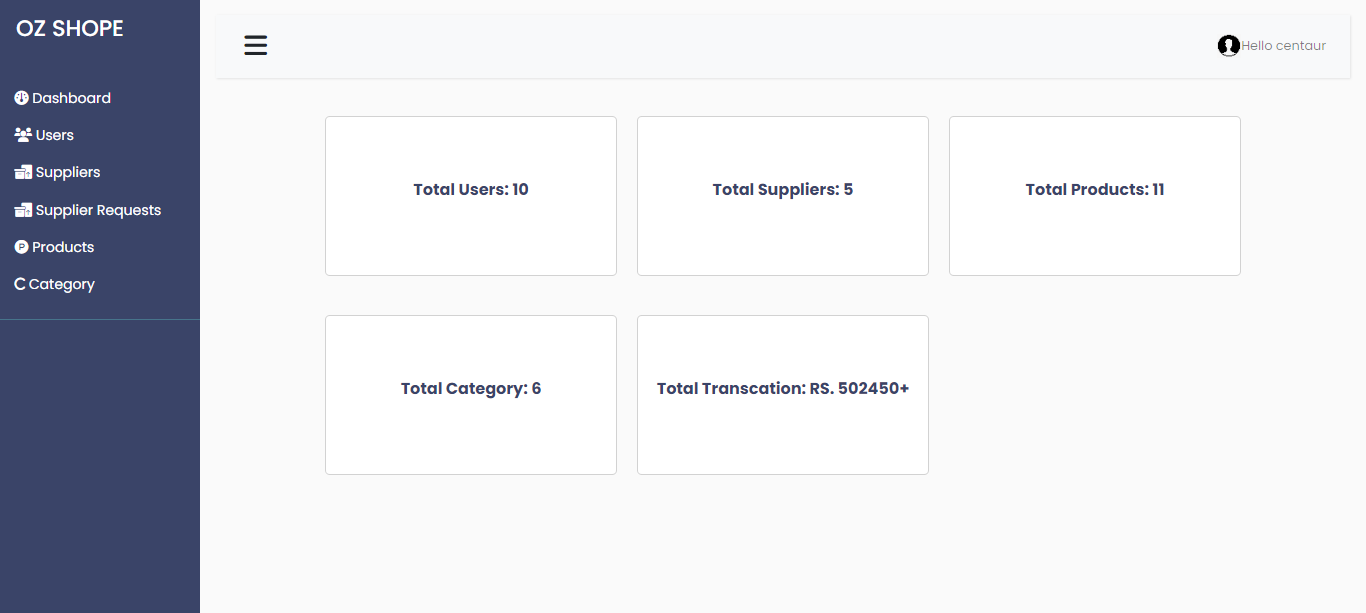 OZ SHOPE
Hello centaur
Dashboard
Users
Suppliers
Supplier Requests
P Products
C Category
Total Users: 10
Total Suppliers: 5
Total Products: 11
Total Category: 6
Total Transcation: RS. 502450+